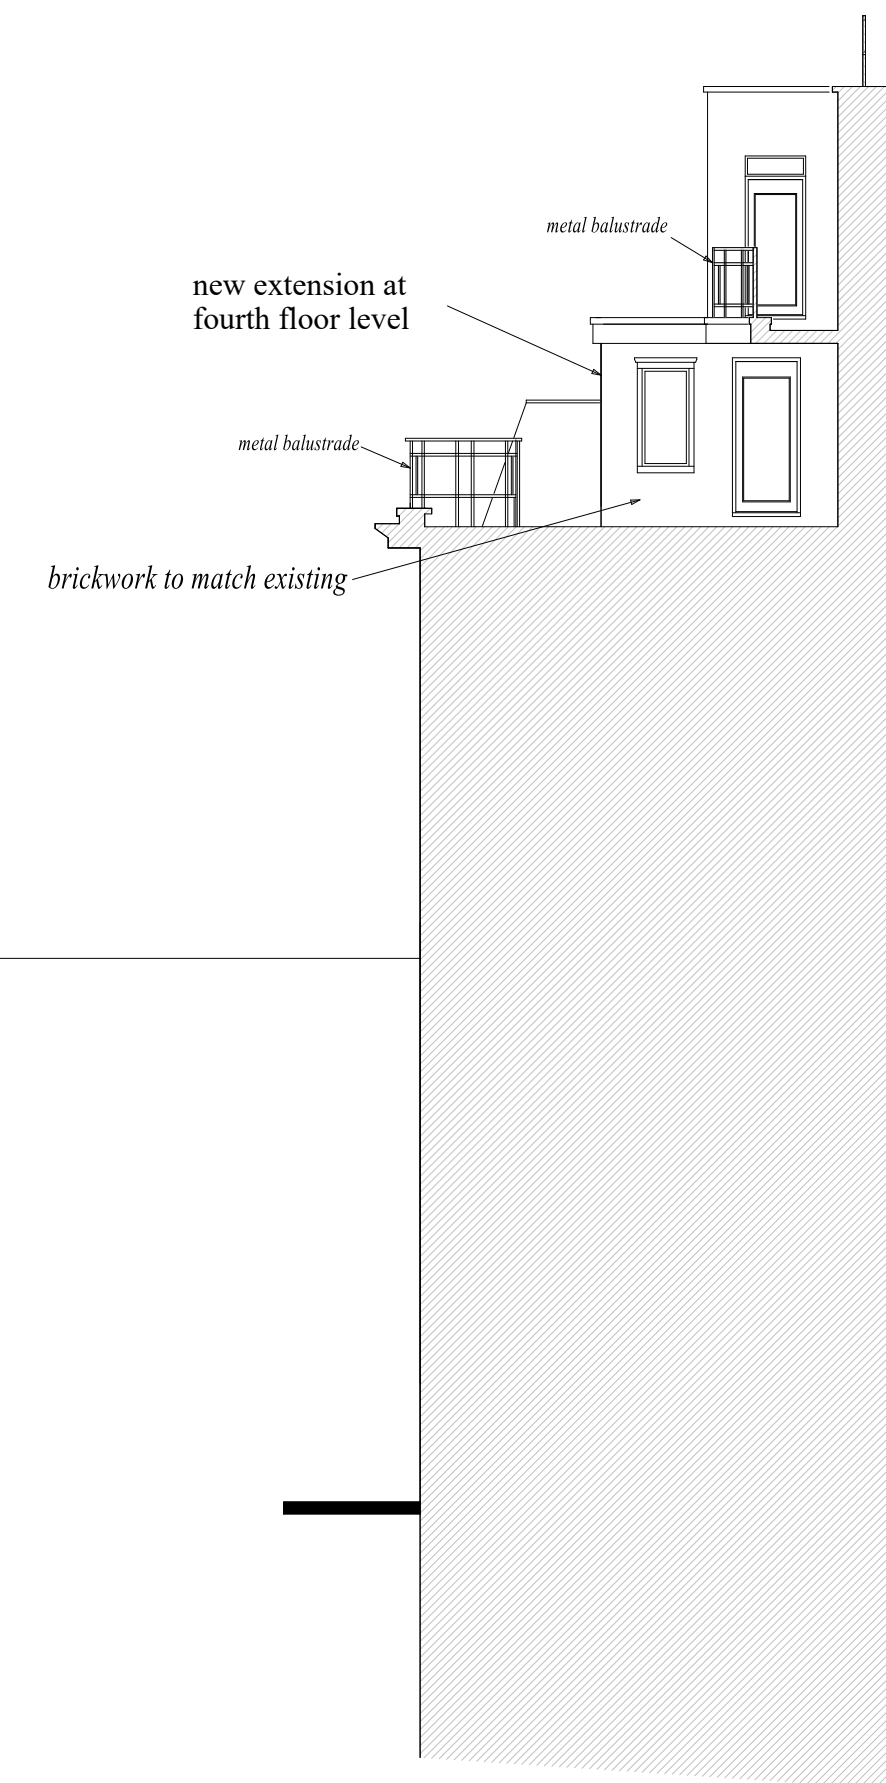 metal balustrade
new extension at
fourth floor level
metal balustrade
brickwork to match existing